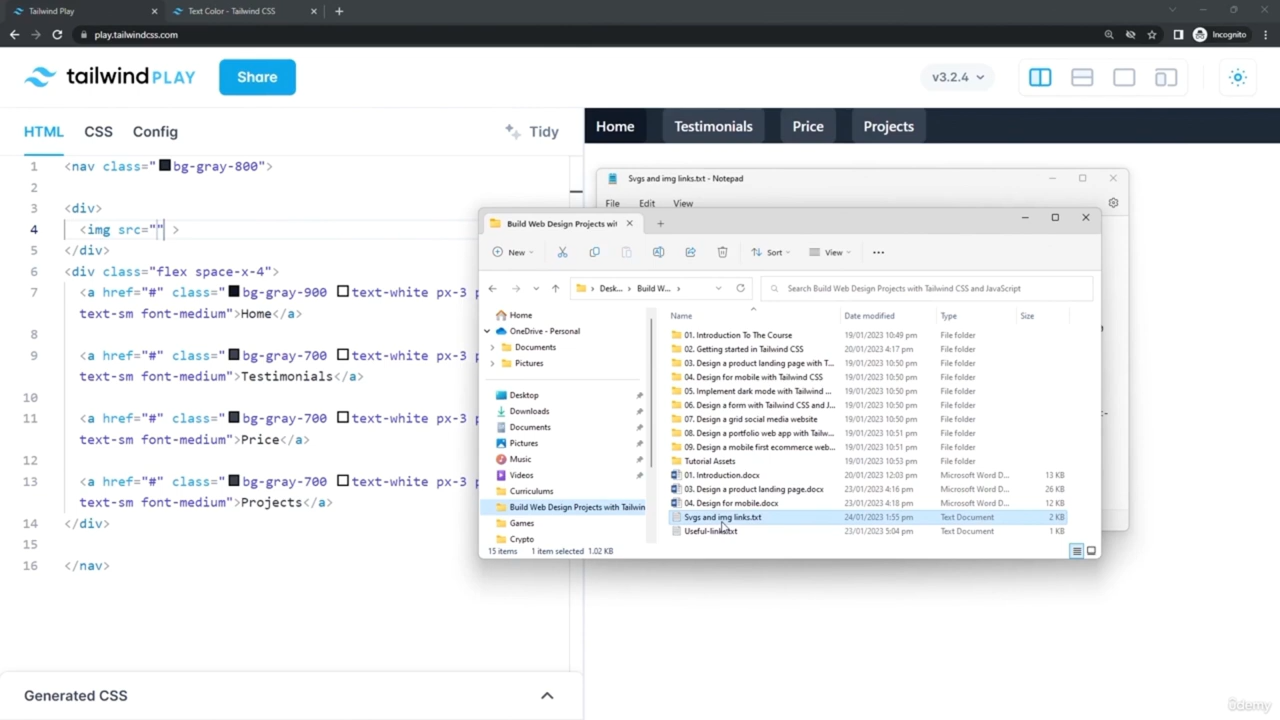 Tailwind Play
Text Color - Tailwind CSS
play.tailwindcss.com
Incognito
tailwind PLAY
Share
v3.2.4
HTML
CSS
Config
Tidy
Home
Testimonials
Price
Projects
1 <nav class="bg-gray-800">
2
3 <div>
4 <img src="" >
5 </div>
6 <div class="flex space-x-4">
7 <a href="#" class="bg-gray-900 text-white px-3
text-sm font-medium">Home</a>
8
9 <a href="#" class="bg-gray-700 text-white px-3
text-sm font-medium">Testimonials</a>
10
11 <a href="#" class="bg-gray-700 text-white px-3
text-sm font-medium">Price</a>
12
13 <a href="#" class="bg-gray-700 text-white px-3
text-sm font-medium">Projects</a>
14 </div>
15
16 </nav>
Generated CSS
Svgs and img links.txt - Notepad
File Edit View
Build Web Design Projects wit
New
Sort
View
Desk...
Build W...
Search Build Web Design Projects with Tailwind CSS and JavaScript
Home
OneDrive - Personal
Documents
Pictures
Desktop
Downloads
Documents
Pictures
Music
Videos
Curriculums
Build Web Design Projects with Tailwin
Games
Crypto
Name Date modified Type Size
01. Introduction To The Course 19/01/2023 10:49 pm File folder
02. Getting started in Tailwind CSS 20/01/2023 4:17 pm File folder
03. Design a product landing page with T... 19/01/2023 10:50 pm File folder
04. Design for mobile with Tailwind CSS 19/01/2023 10:50 pm File folder
05. Implement dark mode with Tailwind ... 19/01/2023 10:50 pm File folder
06. Design a form with Tailwind CSS and J... 19/01/2023 10:50 pm File folder
07. Design a grid social media website 19/01/2023 10:50 pm File folder
08. Design a portfolio web app with Tailw... 19/01/2023 10:51 pm File folder
09. Design a mobile first ecommerce web... 19/01/2023 10:51 pm File folder
Tutorial Assets 19/01/2023 10:53 pm File folder
01. Introduction.docx 20/01/2023 12:03 pm Microsoft Word D... 13 KB
03. Design a product landing page.docx 23/01/2023 4:16 pm Microsoft Word D... 26 KB
04. Design for mobile.docx 23/01/2023 4:18 pm Microsoft Word D... 12 KB
Svgs and img links.txt 24/01/2023 1:55 pm Text Document 2 KB
Useful-links.txt 23/01/2023 5:04 pm Text Document 1 KB
15 items 1 item selected 1.02 KB
ûdemy